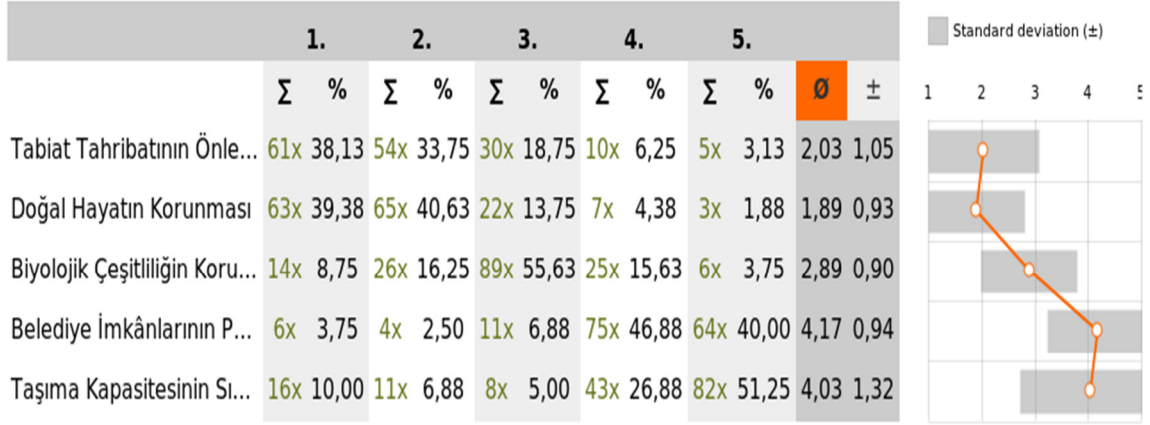 Standard deviation (±)
1. 2. 3. 4. 5.
Σ % Σ % Σ % Σ % Σ % Ø ± 1 2 3 4 5
Tabiat Tahribatının Önle... 61x 38,13 54x 33,75 30x 18,75 10x 6,25 5x 3,13 2,03 1,05
Doğal Hayatın Korunması 63x 39,38 65x 40,63 22x 13,75 7x 4,38 3x 1,88 1,89 0,93
Biyolojik Çeşitliliğin Koru... 14x 8,75 26x 16,25 89x 55,63 25x 15,63 6x 3,75 2,89 0,90
Belediye İmkânlarının P... 6x 3,75 4x 2,50 11x 6,88 75x 46,88 64x 40,00 4,17 0,94
Taşıma Kapasitesinin Sı... 16x 10,00 11x 6,88 8x 5,00 43x 26,88 82x 51,25 4,03 1,32